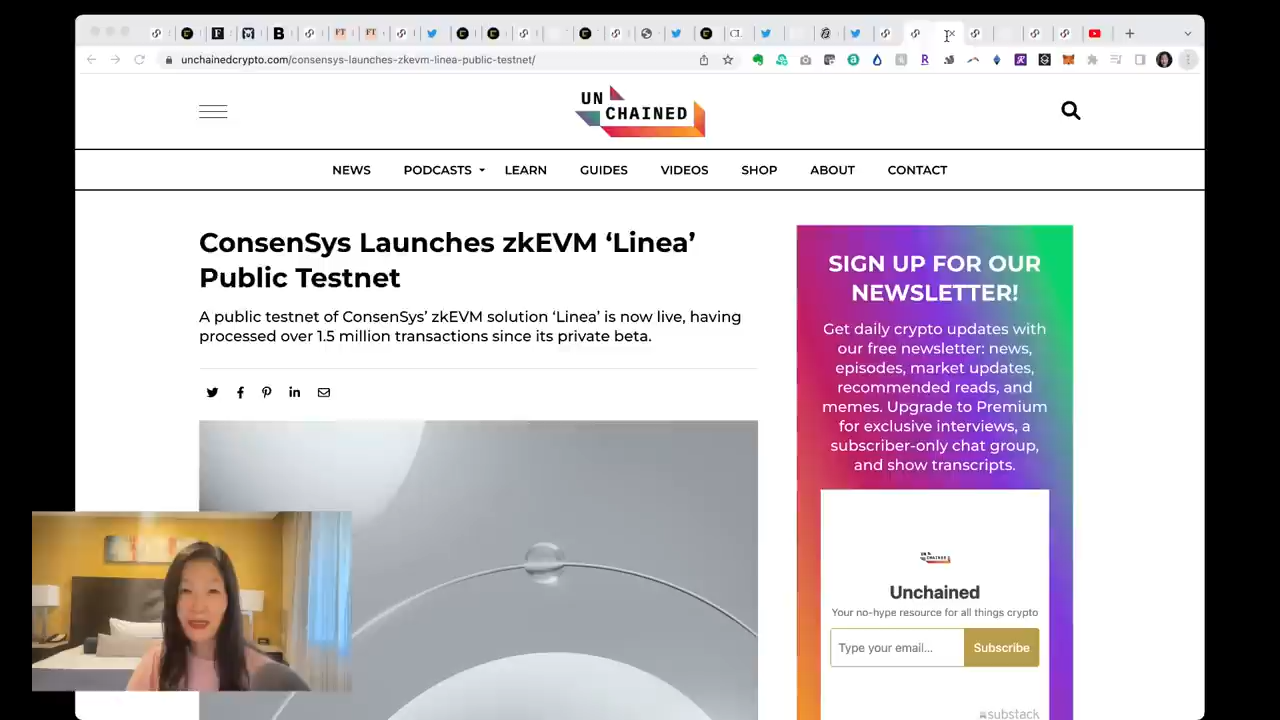 unchainedcrypto.com/consensys-launches-zkevm-linea-public-testnet/
UN
CHAINED
NEWS PODCASTS LEARN GUIDES VIDEOS SHOP ABOUT CONTACT
ConsenSys Launches zkEVM ‘Linea’
Public Testnet
A public testnet of ConsenSys’ zkEVM solution ‘Linea’ is now live, having
processed over 1.5 million transactions since its private beta.
SIGN UP FOR OUR
NEWSLETTER!
Get daily crypto updates with
our free newsletter: news,
episodes, market updates,
recommended reads, and
memes. Upgrade to Premium
for exclusive interviews, a
subscriber-only chat group,
and show transcripts.
UN
CHAINED
Unchained
Your no-hype resource for all things crypto
Type your email... Subscribe
substack